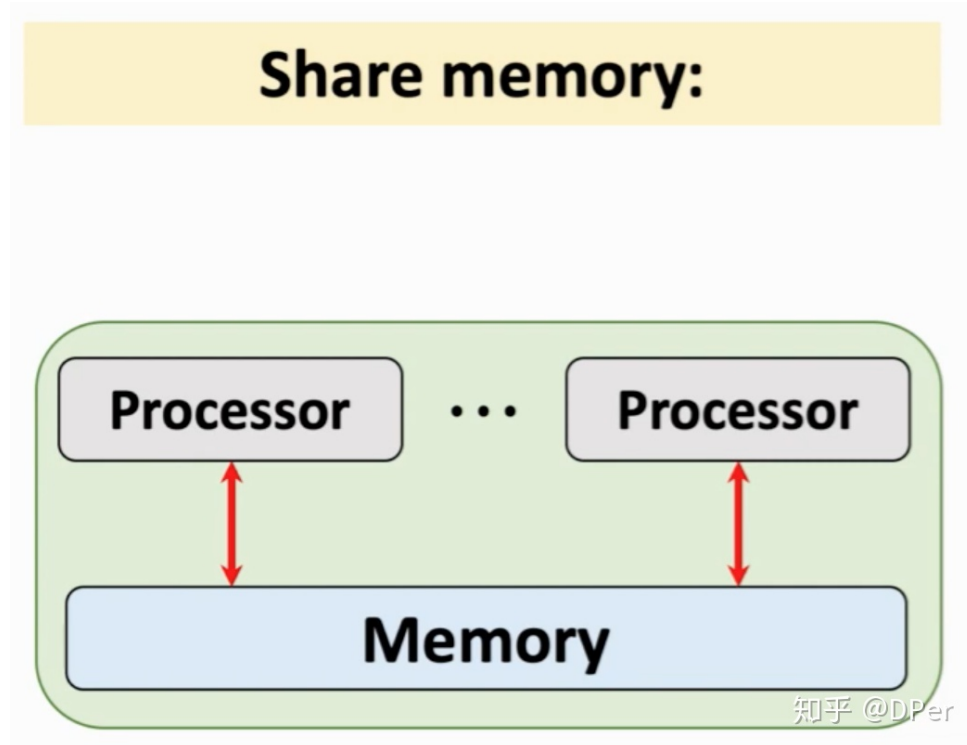 Share memory:
Processor ... Processor
Memory
知乎 @DPer